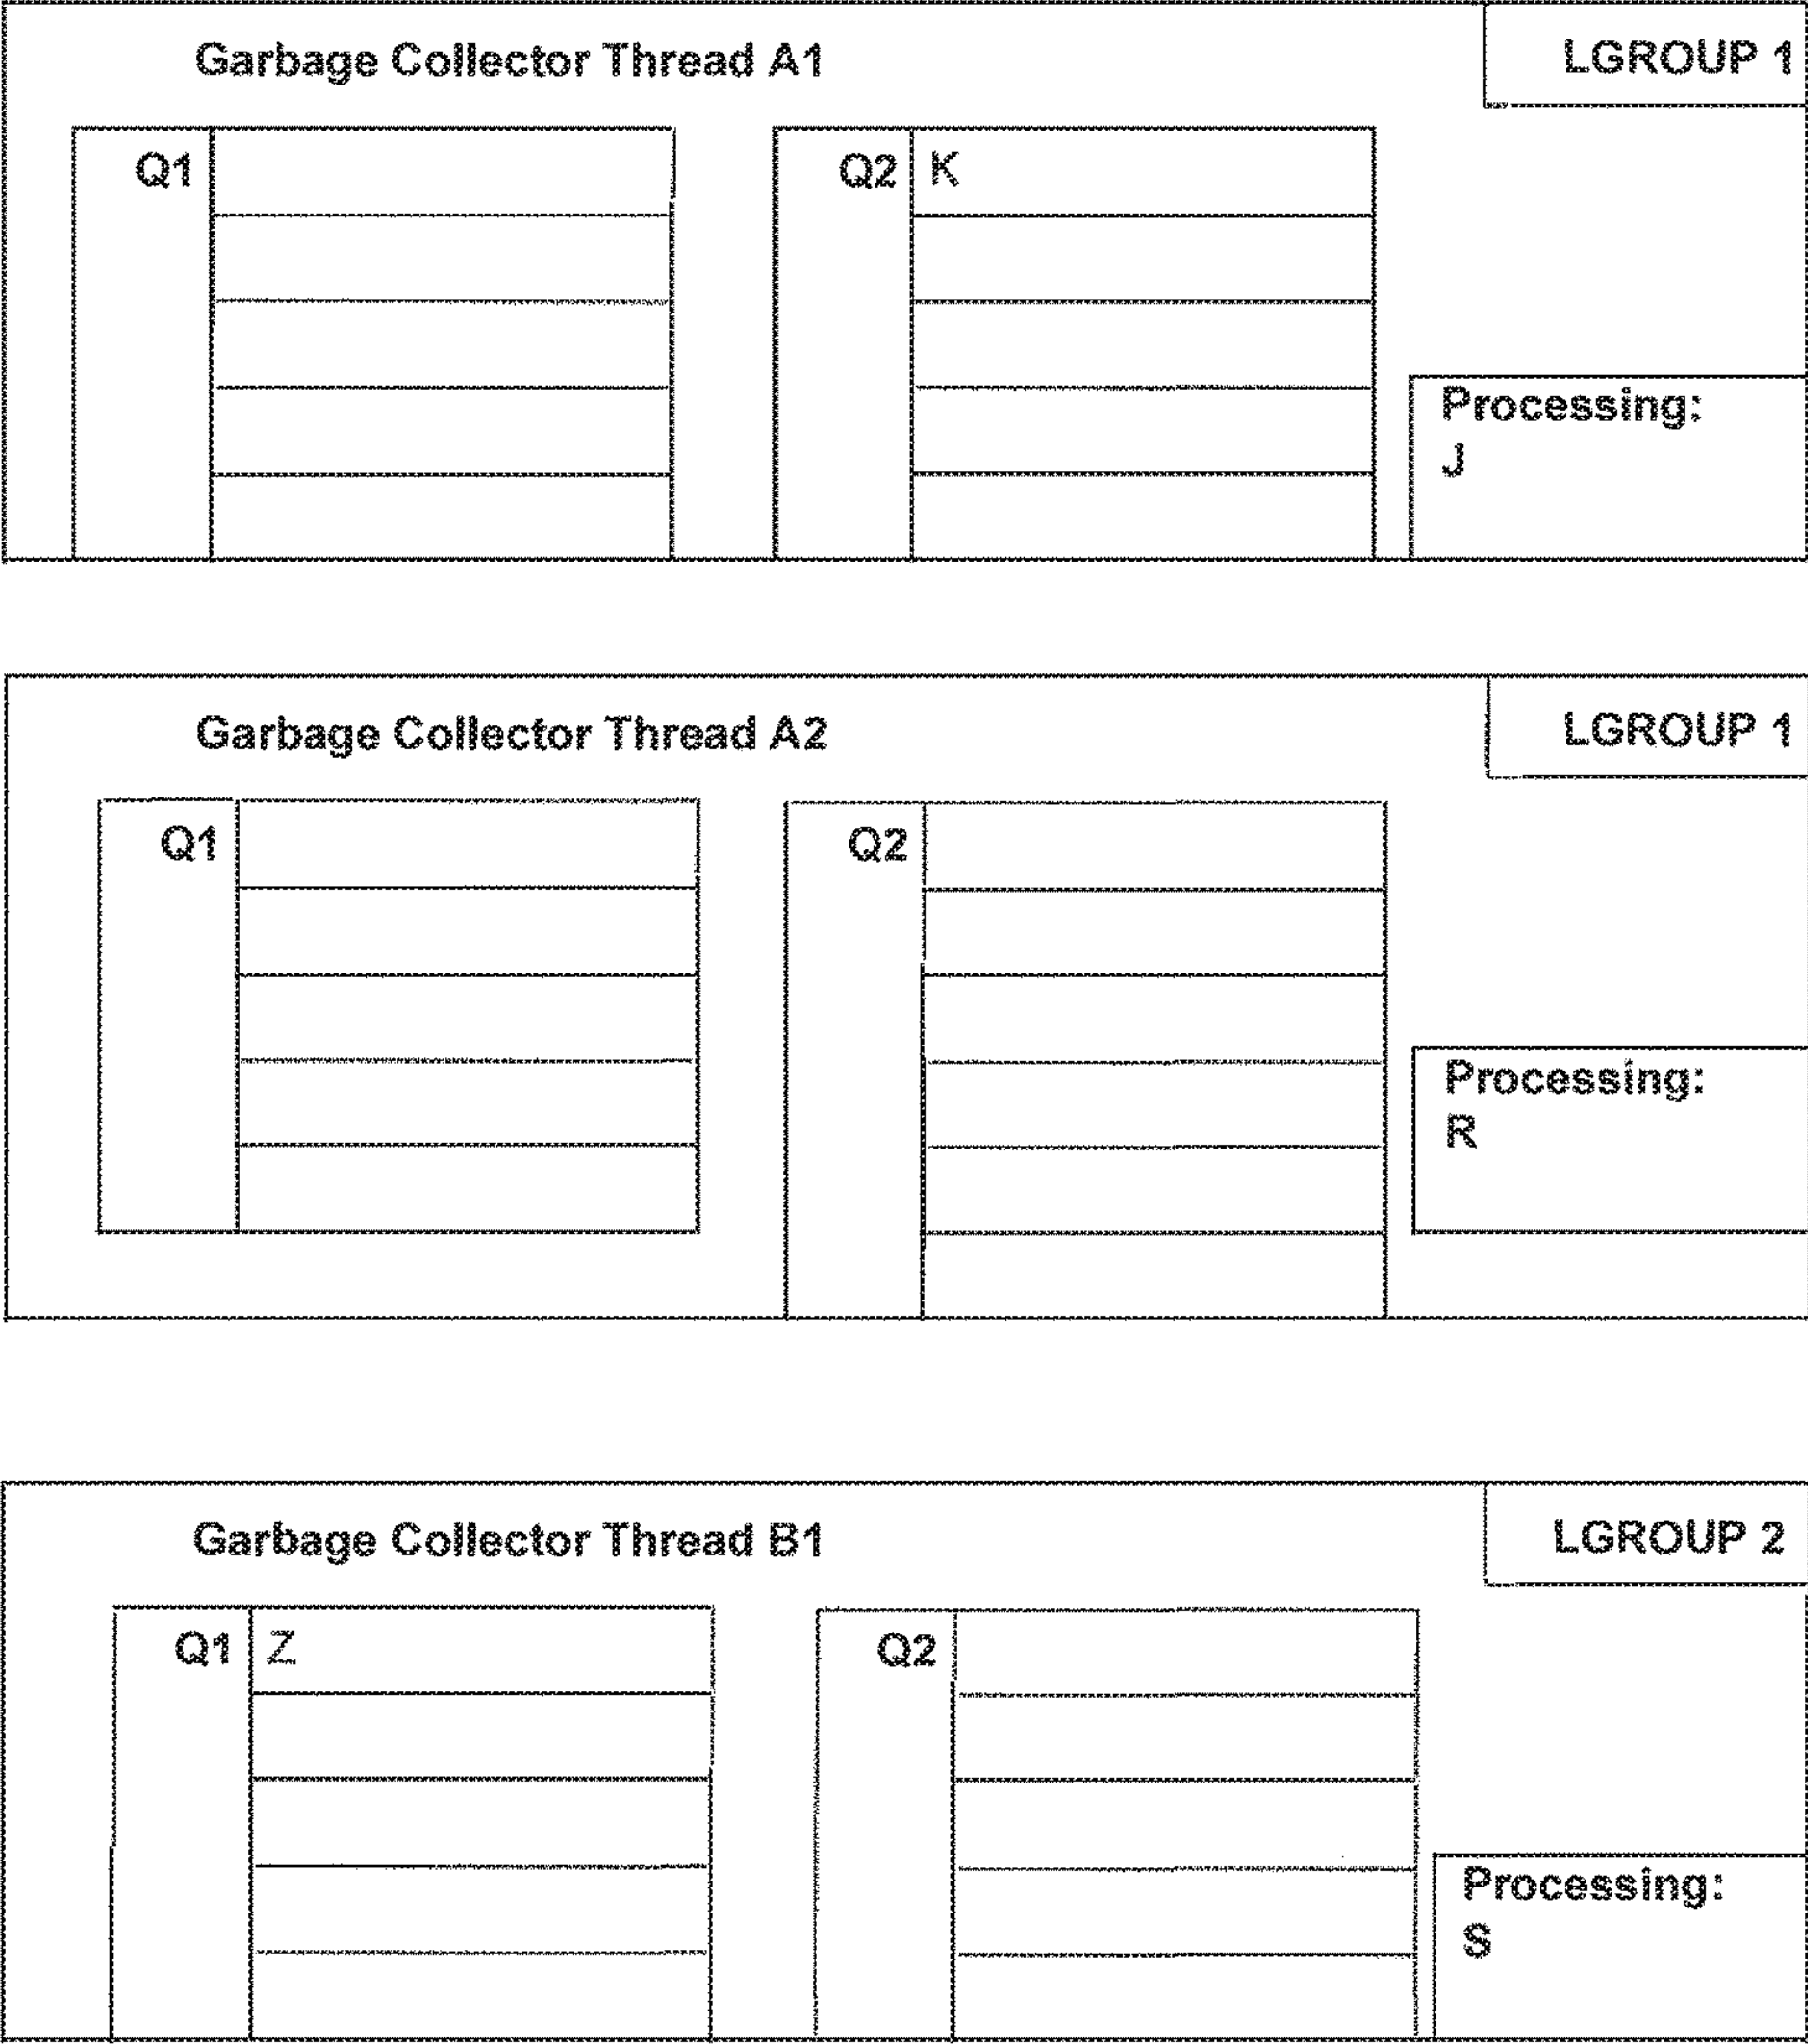 Garbage Collector Thread A1
LGROUP 1
Q1
Q2 K
Processing:
J
Garbage Collector Thread A2
LGROUP 1
Q1
Q2
Processing:
R
Garbage Collector Thread B1
LGROUP 2
Q1 Z
Q2
Processing:
S